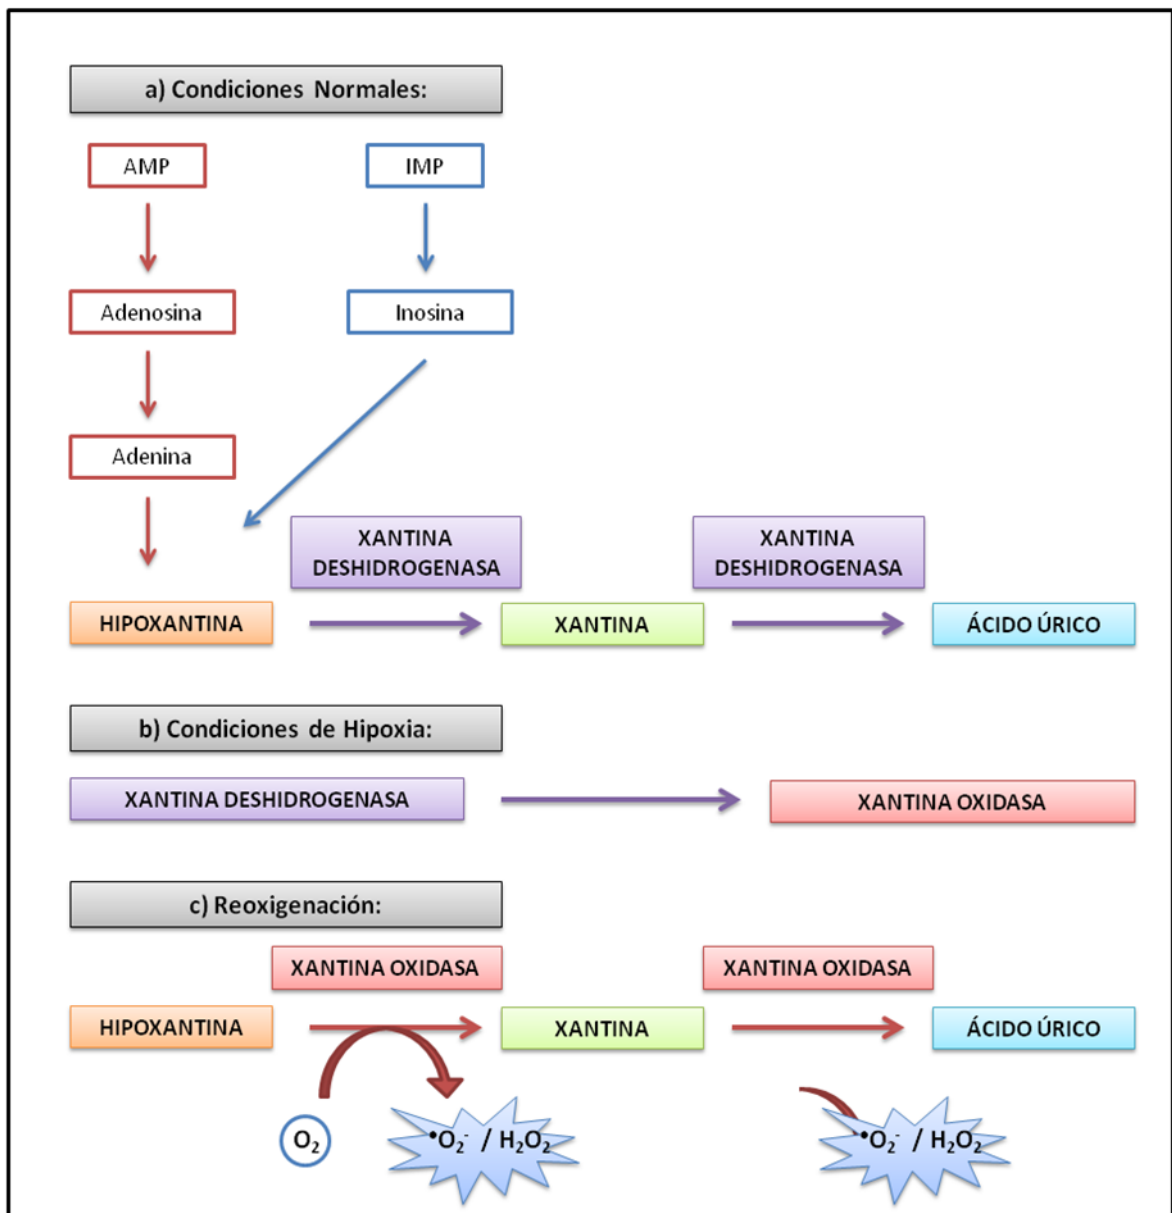 a) Condiciones Normales:
AMP
IMP
Adenosina
Inosina
Adenina
XANTINA
DESHIDROGENASA
XANTINA
DESHIDROGENASA
HIPOXANTINA
XANTINA
ÁCIDO ÚRICO
b) Condiciones de Hipoxia:
XANTINA DESHIDROGENASA
XANTINA OXIDASA
c) Reoxigenación:
XANTINA OXIDASA
XANTINA OXIDASA
HIPOXANTINA
XANTINA
ÁCIDO ÚRICO
O₂
•O₂⁻ / H₂O₂
•O₂⁻ / H₂O₂